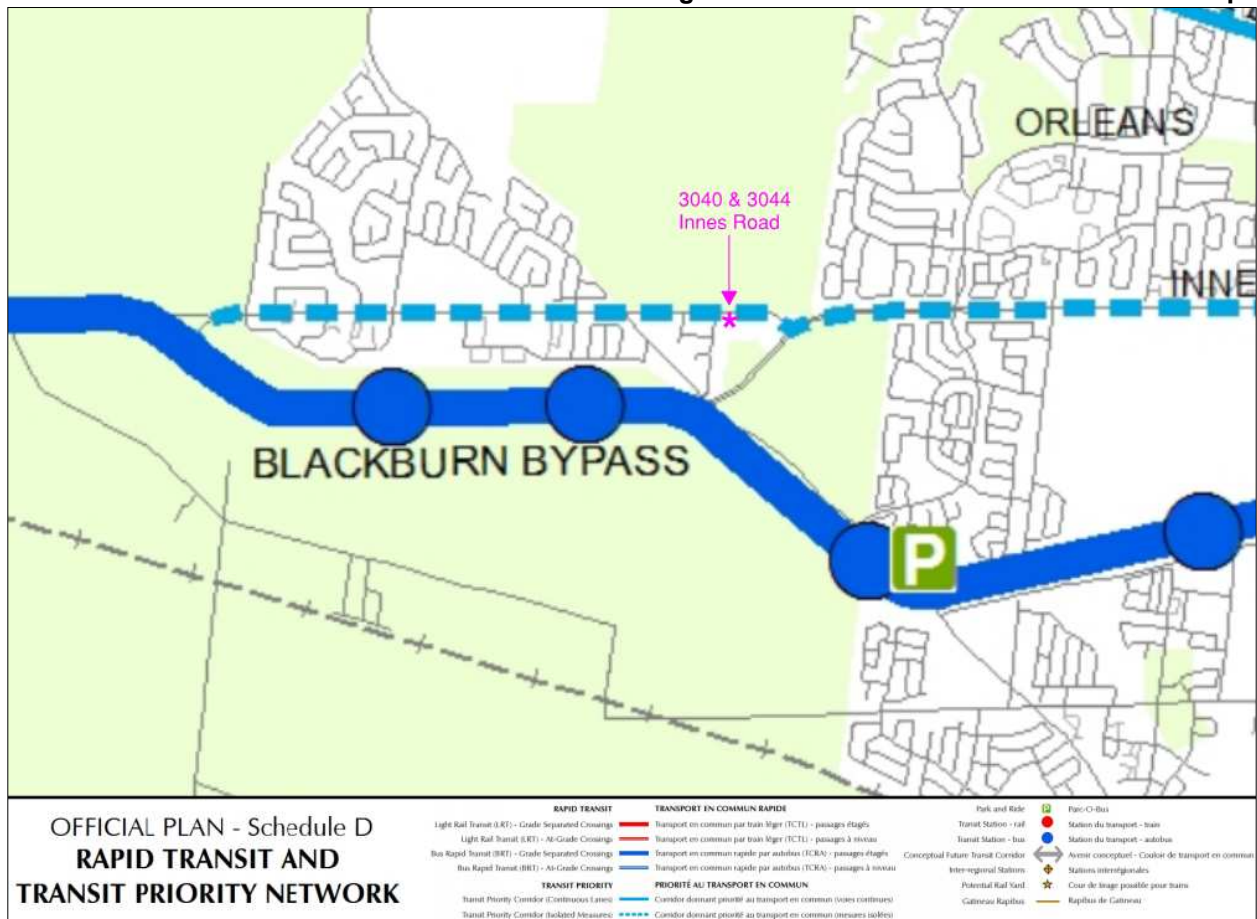 ORLEANS
3040 & 3044
Innes Road
INNE
BLACKBURN BYPASS
P
OFFICIAL PLAN - Schedule D
RAPID TRANSIT AND
TRANSIT PRIORITY NETWORK
RAPID TRANSIT TRANSPORT EN COMMUN RAPIDE
Light Rail Transit (LRT) - Grade Separated Crossings Transport en commun par train léger (TCTL) - passages étagés
Light Rail Transit (LRT) - At-Grade Crossings Transport en commun par train léger (TCTL) - passages à niveau
Bus Rapid Transit (BRT) - Grade Separated Crossings Transport en commun rapide par autobus (TCRA) - passages étagés
Bus Rapid Transit (BRT) - At-Grade Crossings Transport en commun rapide par autobus (TCRA) - passages à niveau
TRANSIT PRIORITY PRIORITÉ AU TRANSPORT EN COMMUN
Transit Priority Corridor (Continuous Lanes) Corridor donnant priorité au transport en commun (voies continues)
Transit Priority Corridor (Isolated Measures) Corridor donnant priorité au transport en commun (mesures isolées)
Park and Ride P Parc-O-Bus
Transit Station - rail Station du transport - train
Transit Station - bus Station du transport - autobus
Conceptual Future Transit Corridor Avenir conceptuel - Couloir de transport en commun
Inter-regional Stations Stations interrégionales
Potential Rail Yard Cour de triage possible pour trains
Gatineau Rapibus Rapibus de Gatineau